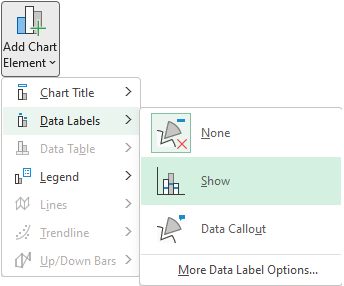 Add Chart
Element
Chart Title
Data Labels
Data Table
Legend
Lines
Trendline
Up/Down Bars
None
Show
Data Callout
More Data Label Options...